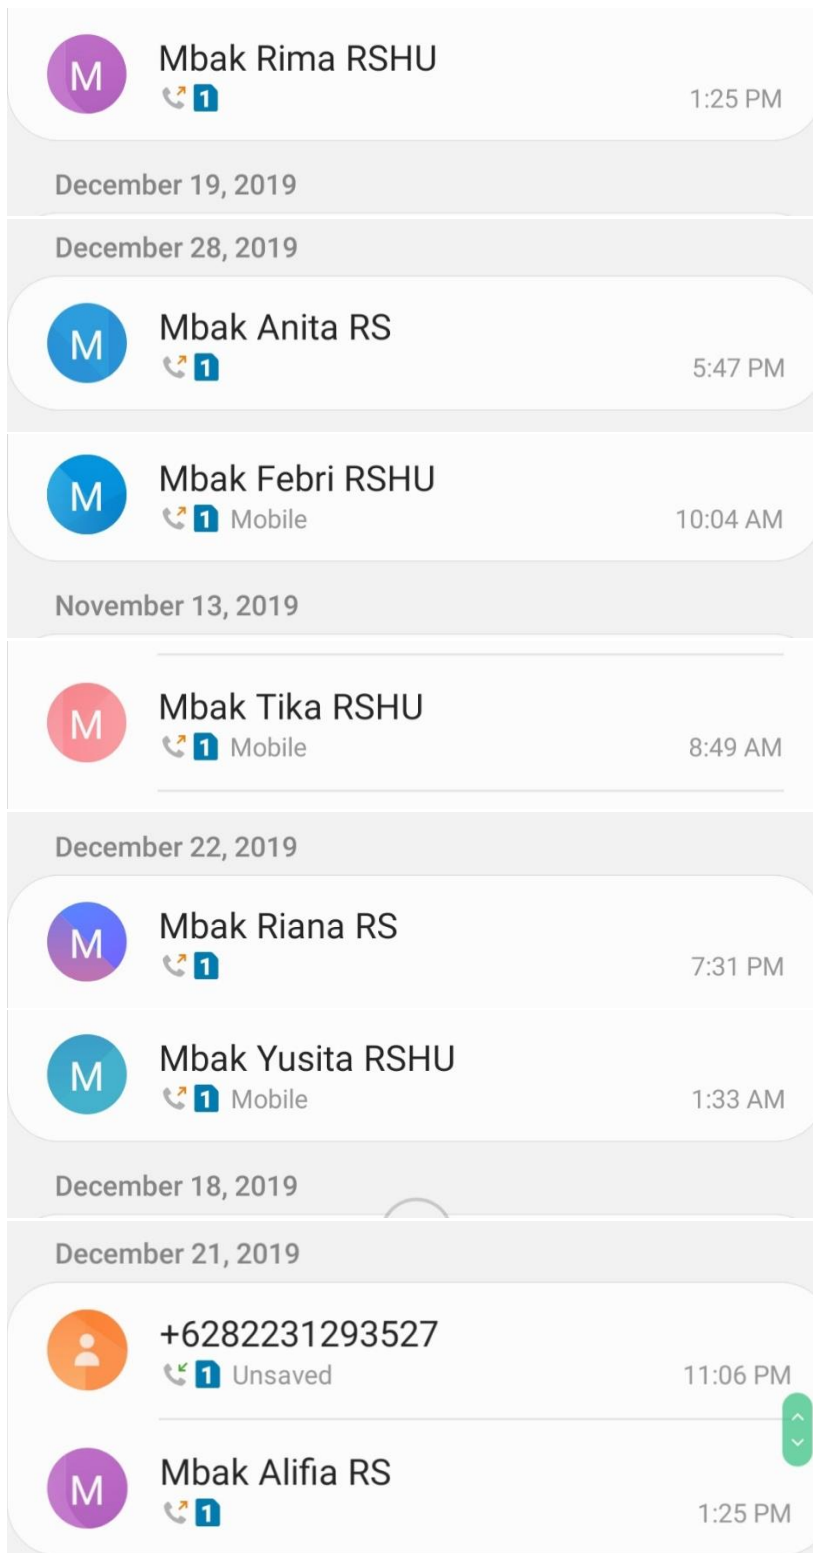 M
Mbak Rima RSHU
1
1:25 PM
December 19, 2019
December 28, 2019
M
Mbak Anita RS
1
5:47 PM
M
Mbak Febri RSHU
1 Mobile
10:04 AM
November 13, 2019
M
Mbak Tika RSHU
1 Mobile
8:49 AM
December 22, 2019
M
Mbak Riana RS
1
7:31 PM
M
Mbak Yusita RSHU
1 Mobile
1:33 AM
December 18, 2019
December 21, 2019
+6282231293527
1 Unsaved
11:06 PM
M
Mbak Alifia RS
1
1:25 PM